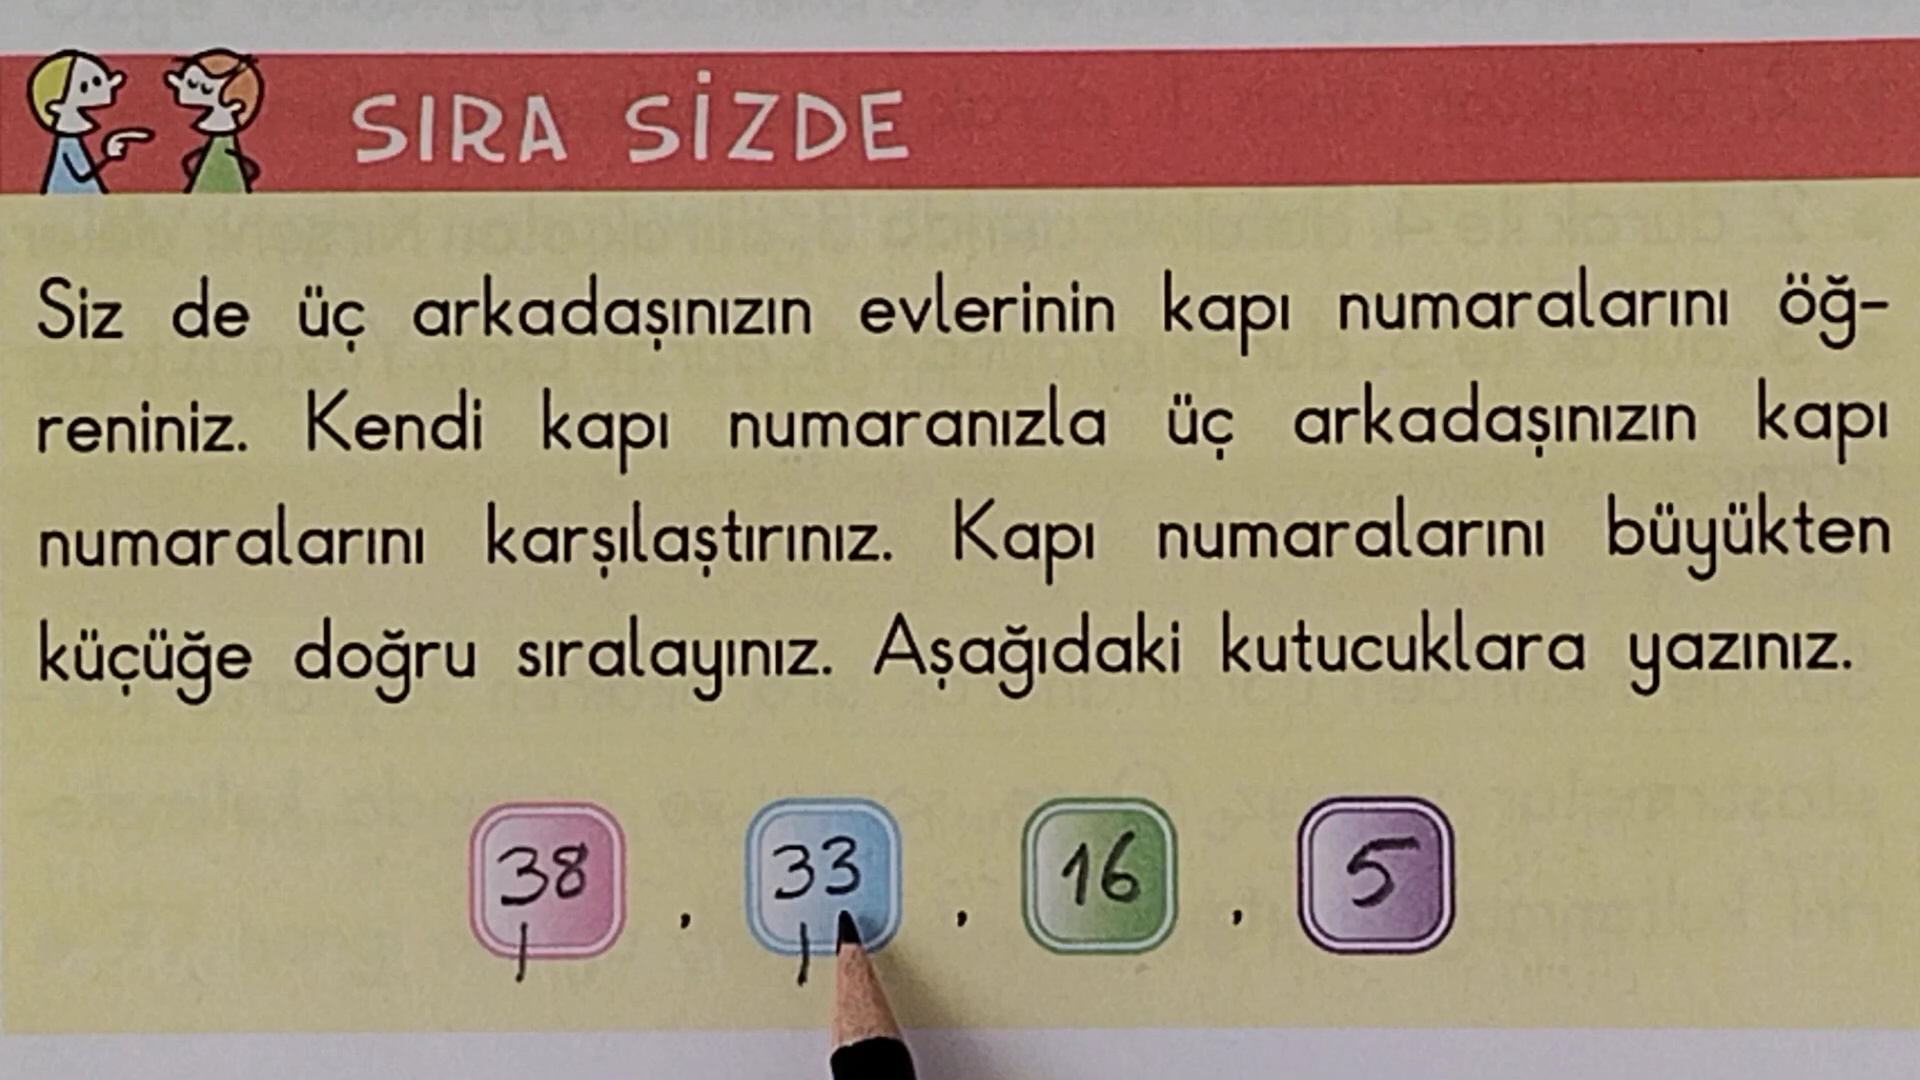 SIRA SİZDE
Siz de üç arkadaşınızın evlerinin kapı numaralarını öğ-
reniniz. Kendi kapı numaranızla üç arkadaşınızın kapı
numaralarını karşılaştırınız. Kapı numaralarını büyükten
küçüğe doğru sıralayınız. Aşağıdaki kutucuklara yazınız.
38 , 33 , 16 , 5